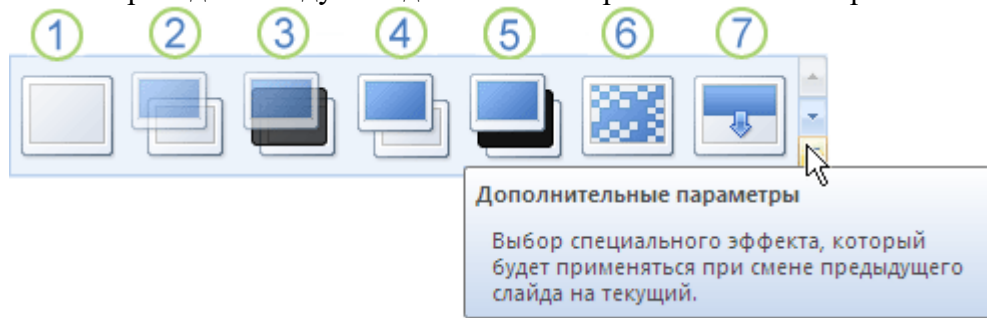 1 2 3 4 5 6 7
Дополнительные параметры
Выбор специального эффекта, который
будет применяться при смене предыдущего
слайда на текущий.